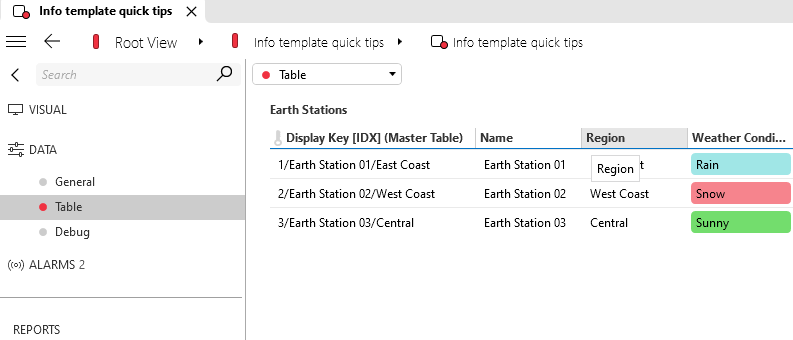 Info template quick tips
Root View
Info template quick tips
Info template quick tips
Search
Table
VISUAL
DATA
General
Table
Debug
ALARMS 2
REPORTS
Earth Stations
Display Key [IDX] (Master Table) Name Region Weather Condi...
1/Earth Station 01/East Coast Earth Station 01 Rain
Region
2/Earth Station 02/West Coast Earth Station 02 West Coast Snow
3/Earth Station 03/Central Earth Station 03 Central Sunny